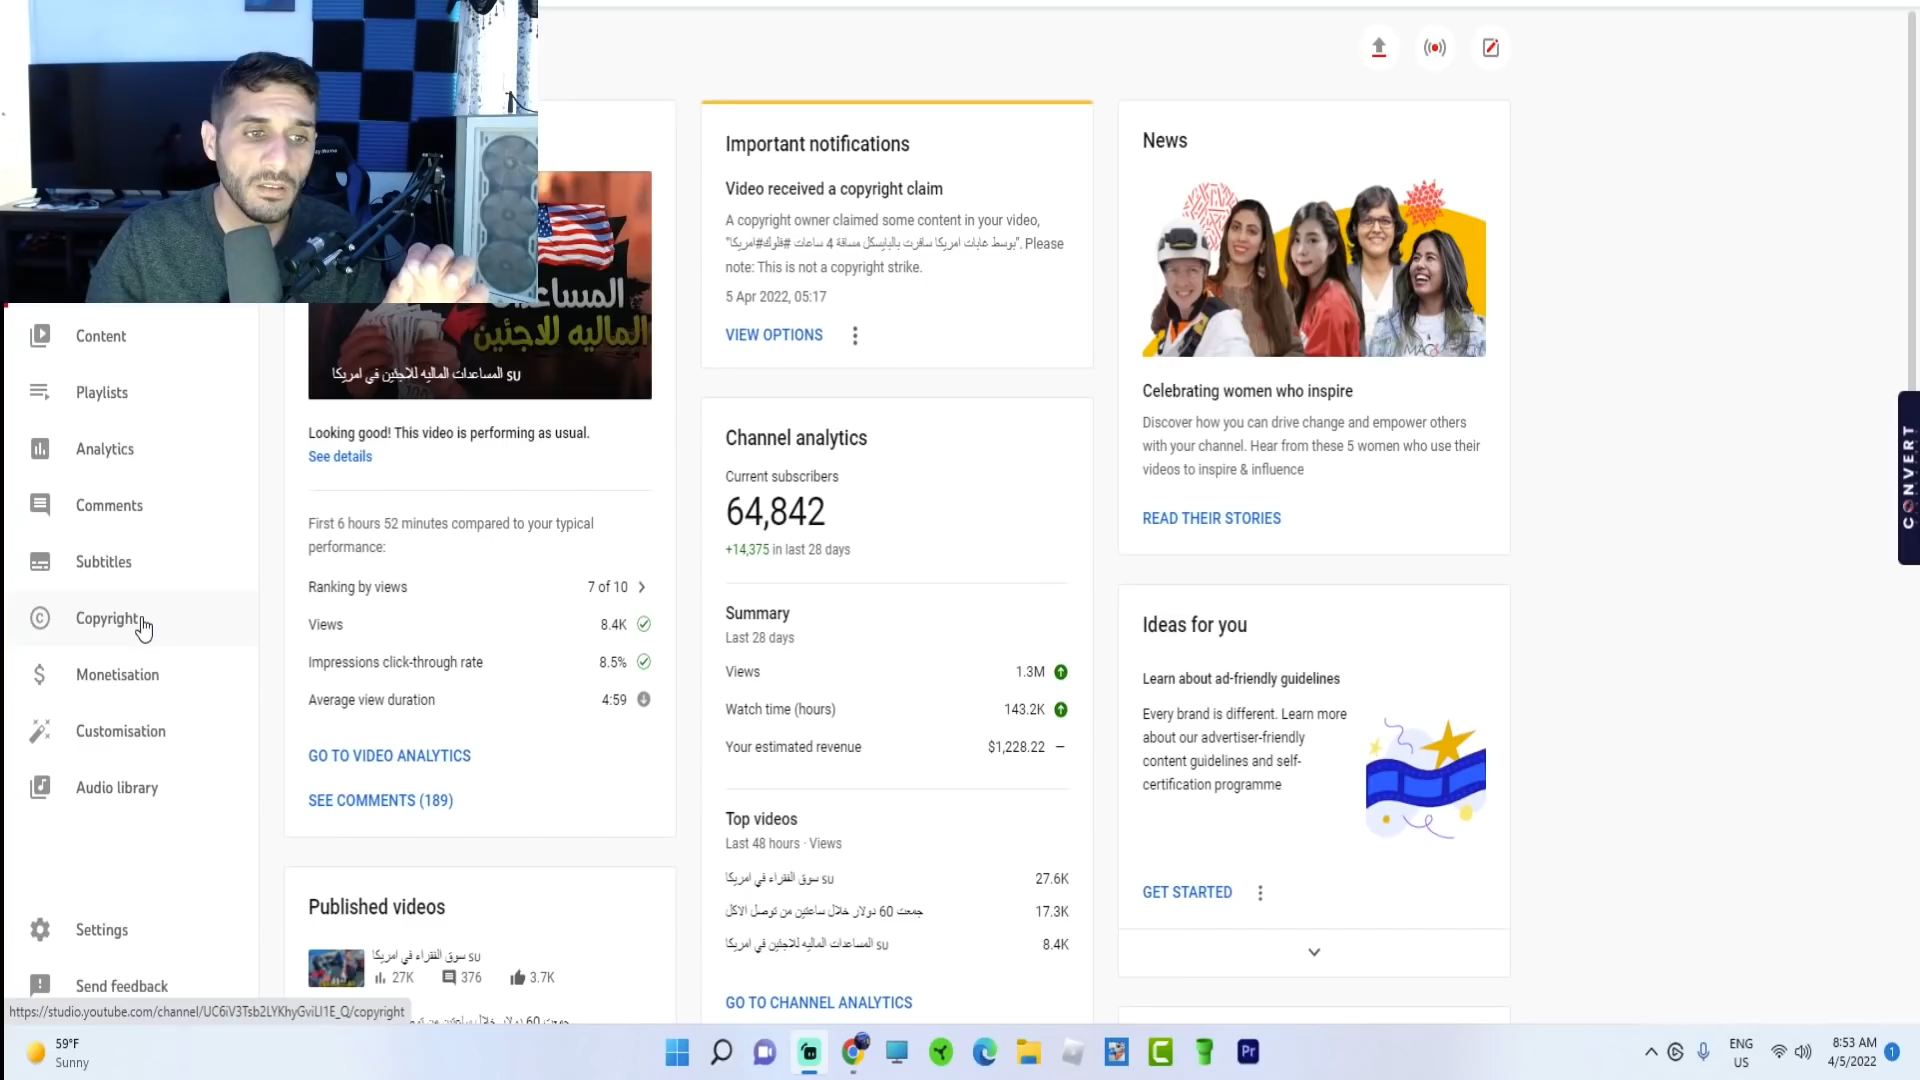 المساعدين
الماليه للاجئين
المساعدات الماليه للاجئين في امريكا su
Content
Playlists
Analytics
Comments
Subtitles
Copyright
Monetisation
Customisation
Audio library
Settings
Send feedback
https://studio.youtube.com/channel/UC6iV3Tsb2LYKhyGviLI1E_Q/copyright
Looking good! This video is performing as usual.
See details
First 6 hours 52 minutes compared to your typical
performance:
Ranking by views 7 of 10
Views 8.4K
Impressions click-through rate 8.5%
Average view duration 4:59
GO TO VIDEO ANALYTICS
SEE COMMENTS (189)
Published videos
سوق الفقراء في امريكا su
27K 376 3.7K
Important notifications
Video received a copyright claim
A copyright owner claimed some content in your video,
"بوسط غابات امريكا سافرت بالبايسكل مسافة 4 ساعات #فلوك#امريكا". Please
note: This is not a copyright strike.
5 Apr 2022, 05:17
VIEW OPTIONS
Channel analytics
Current subscribers
64,842
+14,375 in last 28 days
Summary
Last 28 days
Views 1.3M
Watch time (hours) 143.2K
Your estimated revenue $1,228.22 —
Top videos
Last 48 hours · Views
سوق الفقراء في امريكا su 27.6K
جمعت 60 دولار خلال ساعتين من توصل الاكل 17.3K
المساعدات الماليه للاجئين في امريكا su 8.4K
GO TO CHANNEL ANALYTICS
News
Celebrating women who inspire
Discover how you can drive change and empower others
with your channel. Hear from these 5 women who use their
videos to inspire & influence
READ THEIR STORIES
Ideas for you
Learn about ad-friendly guidelines
Every brand is different. Learn more
about our advertiser-friendly
content guidelines and self-
certification programme
GET STARTED
CONVERT
59°F
Sunny
Pr
ENG
US
8:53 AM
4/5/2022
1